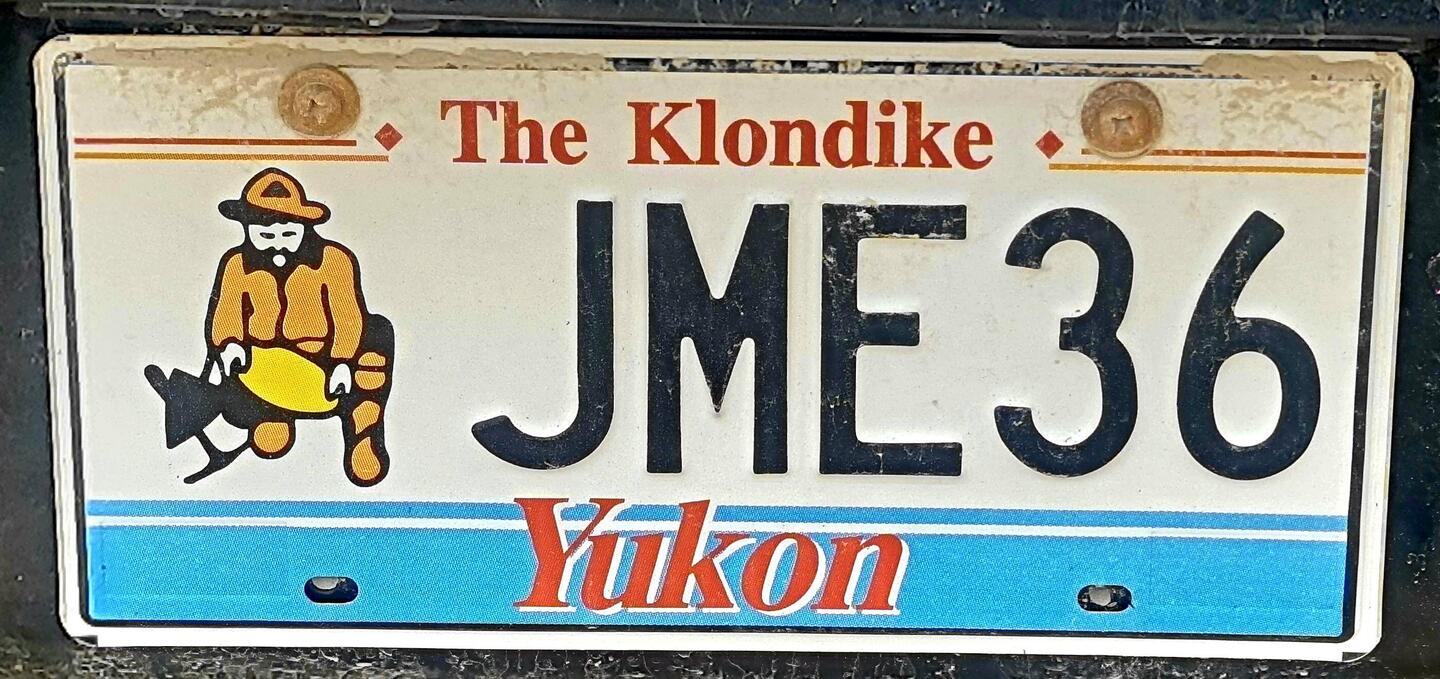 The Klondike
JME36
Yukon